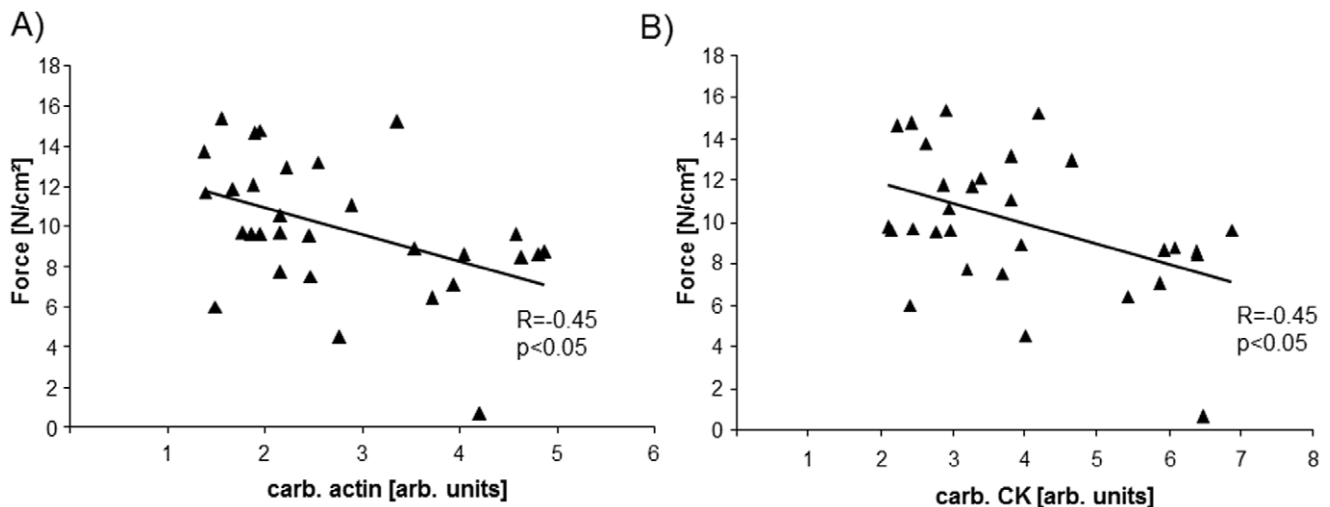 A)
18
16
14
12
10
8
6
4
2
0
Force [N/cm²]
R=-0.45
p<0.05
1 2 3 4 5 6
carb. actin [arb. units]
B)
18
16
14
12
10
8
6
4
2
0
Force [N/cm²]
R=-0.45
p<0.05
1 2 3 4 5 6 7 8
carb. CK [arb. units]